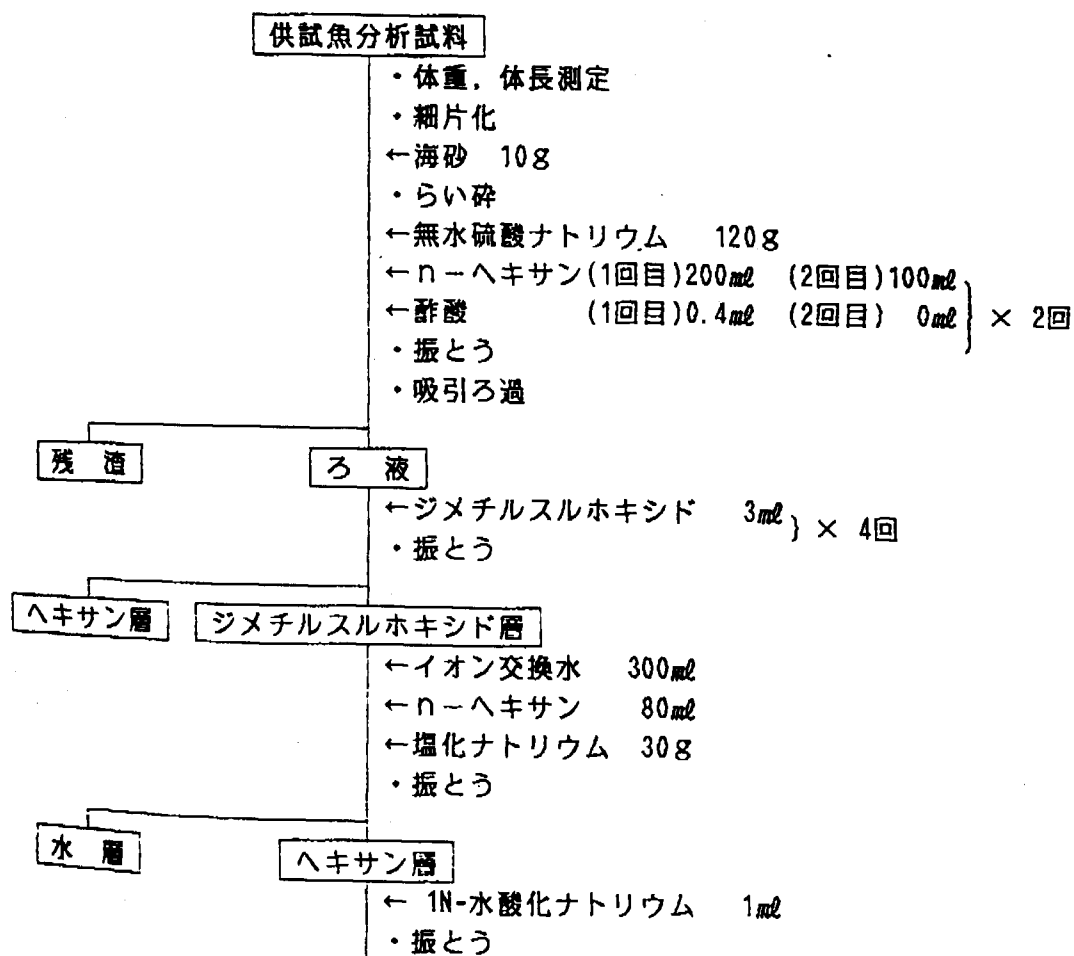 供試魚分析試料
・体重，体長測定
・細片化
←海砂 10g
・らい砕
←無水硫酸ナトリウム 120g
←n－ヘキサン(1回目)200ml (2回目)100ml
←酢酸 (1回目)0.4ml (2回目) 0ml } × 2回
・振とう
・吸引ろ過
残 渣 ろ 液
←ジメチルスルホキシド 3ml } × 4回
・振とう
ヘキサン層 ジメチルスルホキシド層
←イオン交換水 300ml
←n－ヘキサン 80ml
←塩化ナトリウム 30g
・振とう
水 層 ヘキサン層
← 1N-水酸化ナトリウム 1ml
・振とう